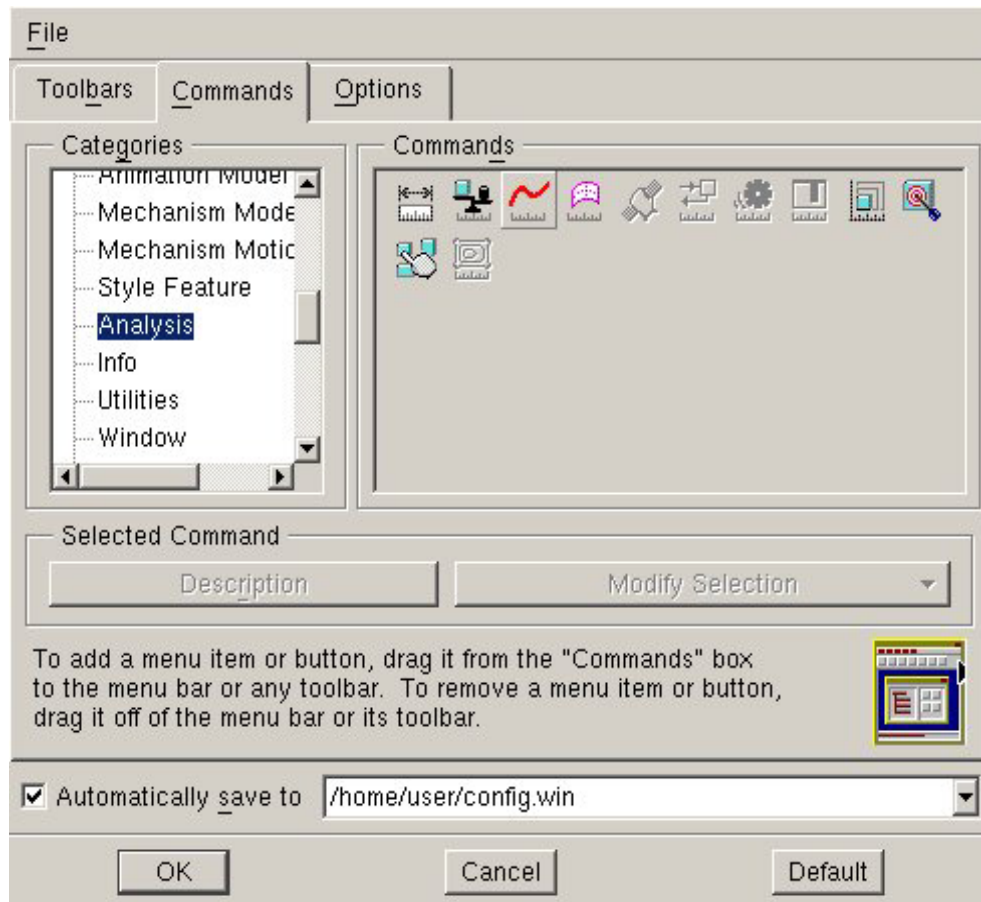 File
Toolbars Commands Options
Categories
Commands
Animation Model
Mechanism Mode
Mechanism Motic
Style Feature
Analysis
Info
Utilities
Window
Selected Command
Description Modify Selection
To add a menu item or button, drag it from the "Commands" box
to the menu bar or any toolbar. To remove a menu item or button,
drag it off of the menu bar or its toolbar.
Automatically save to /home/user/config.win
OK Cancel Default